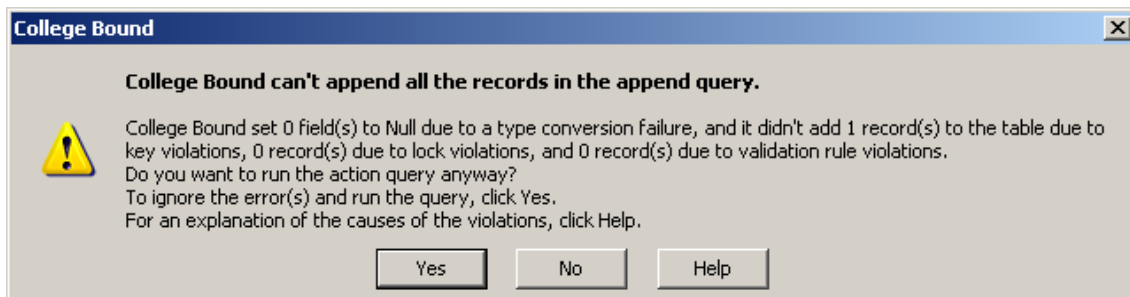 College Bound
College Bound can't append all the records in the append query.
College Bound set 0 field(s) to Null due to a type conversion failure, and it didn't add 1 record(s) to the table due to
key violations, 0 record(s) due to lock violations, and 0 record(s) due to validation rule violations.
Do you want to run the action query anyway?
To ignore the error(s) and run the query, click Yes.
For an explanation of the causes of the violations, click Help.
Yes No Help